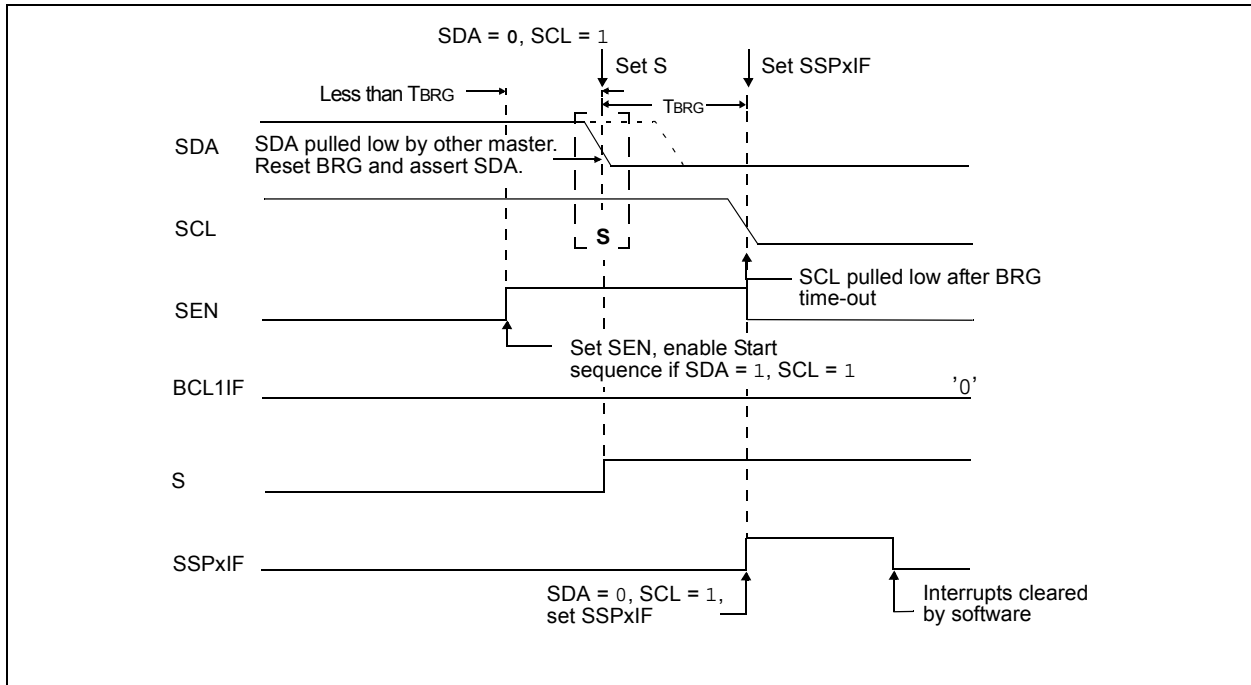 SDA = 0, SCL = 1
Set S
Set SSPxIF
Less than TBRG
TBRG
SDA
SDA pulled low by other master.
Reset BRG and assert SDA.
SCL
S
SCL pulled low after BRG
time-out
SEN
Set SEN, enable Start
sequence if SDA = 1, SCL = 1
BCL1IF
'0'
S
SSPxIF
SDA = 0, SCL = 1,
set SSPxIF
Interrupts cleared
by software